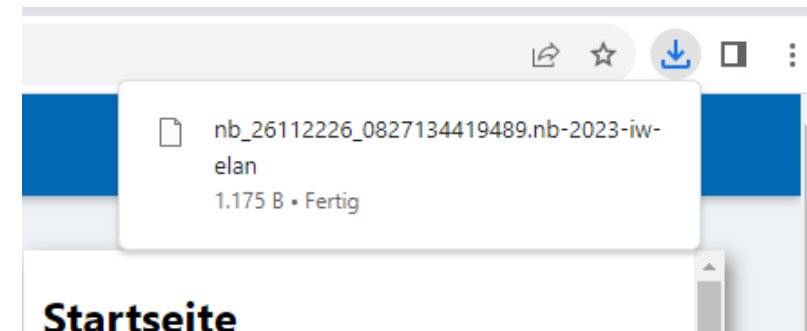 nb_26112226_0827134419489.nb-2023-iw-
elan
1.175 B • Fertig
Startseite